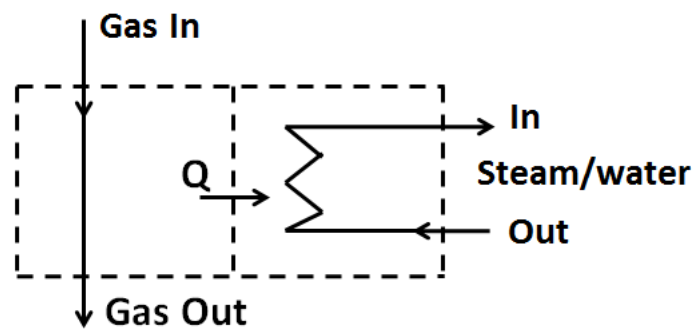 Gas In
In
Q
Steam/water
Out
Gas Out